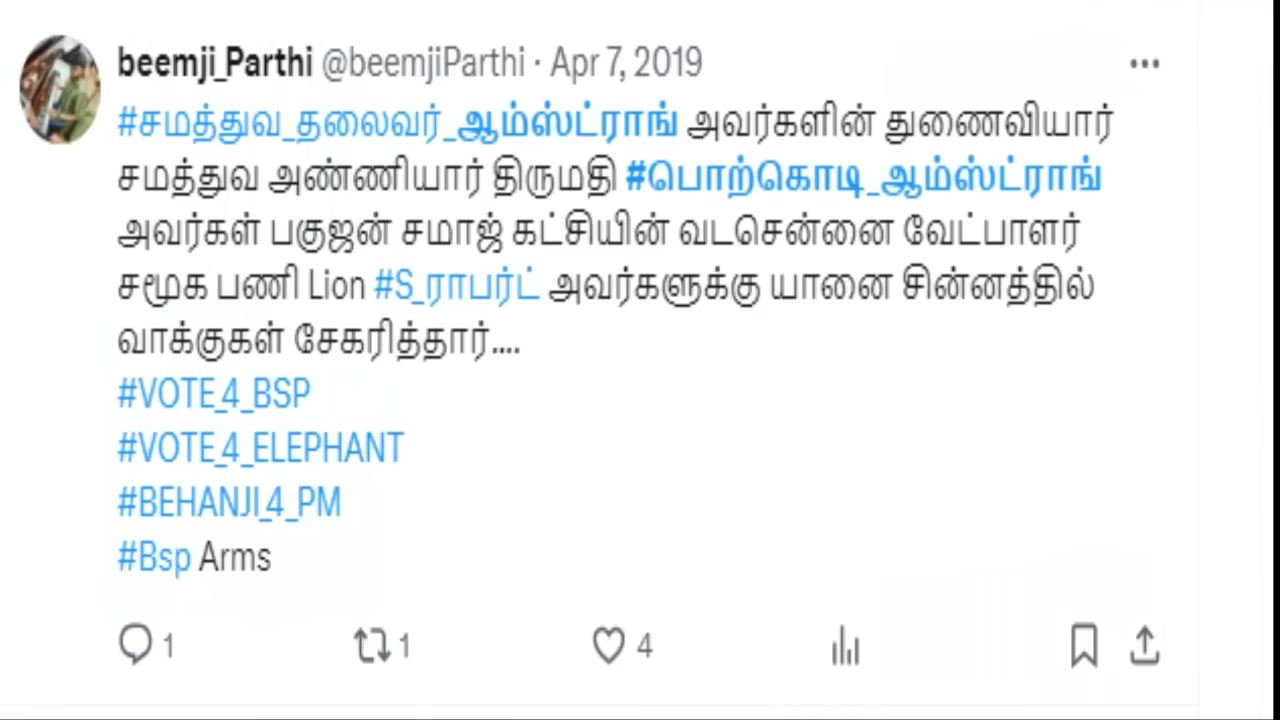 beemji_Parthi @beemjiParthi · Apr 7, 2019
#சமத்துவ_தலைவர்_ஆம்ஸ்ட்ராங் அவர்களின் துணைவியார்
சமத்துவ அண்ணியார் திருமதி #பொற்கொடி_ஆம்ஸ்ட்ராங்
அவர்கள் பகுஜன் சமாஜ் கட்சியின் வடசென்னை வேட்பாளர்
சமூக பணி Lion #S_ராபர்ட் அவர்களுக்கு யானை சின்னத்தில்
வாக்குகள் சேகரித்தார்....
#VOTE_4_BSP
#VOTE_4_ELEPHANT
#BEHANJI_4_PM
#Bsp Arms
1 1 4